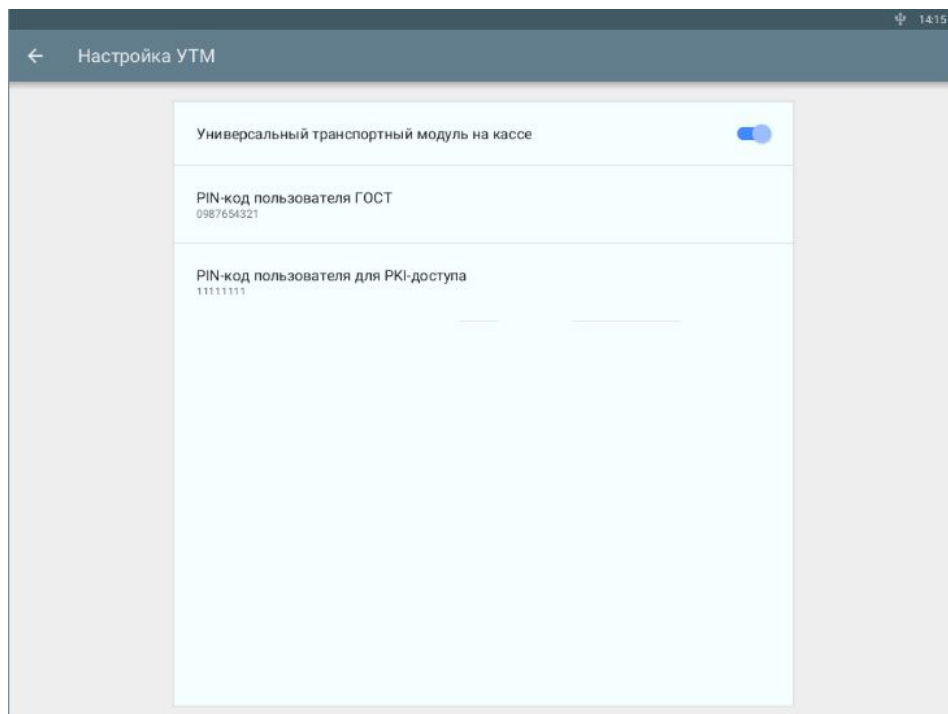 14:15
Настройка УТМ
Универсальный транспортный модуль на кассе
PIN-код пользователя ГОСТ
0987654321
PIN-код пользователя для PKI-доступа
11111111